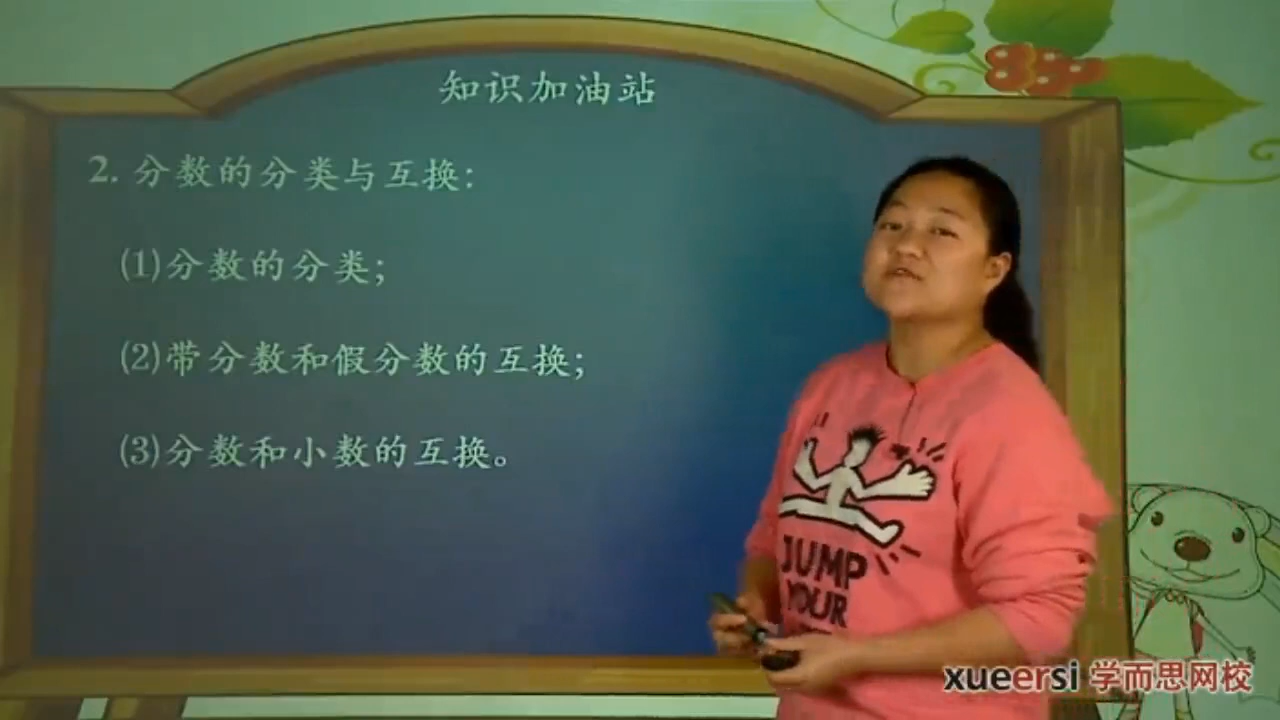 知识加油站
2. 分数的分类与互换:
(1)分数的分类;
(2)带分数和假分数的互换;
(3)分数和小数的互换。
JUMP
YOUR
xueersi 学而思网校